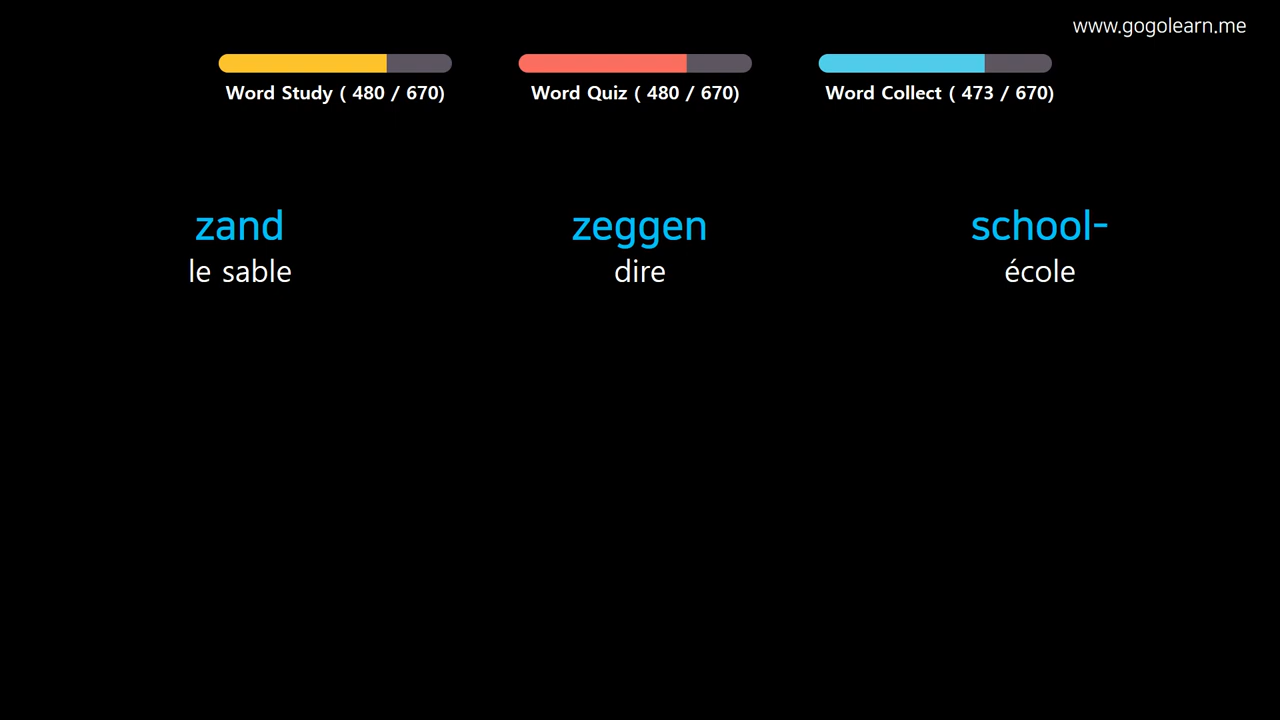 www.gogolearn.me
Word Study ( 480 / 670)
Word Quiz ( 480 / 670)
Word Collect ( 473 / 670)
zand
le sable
zeggen
dire
school-
école